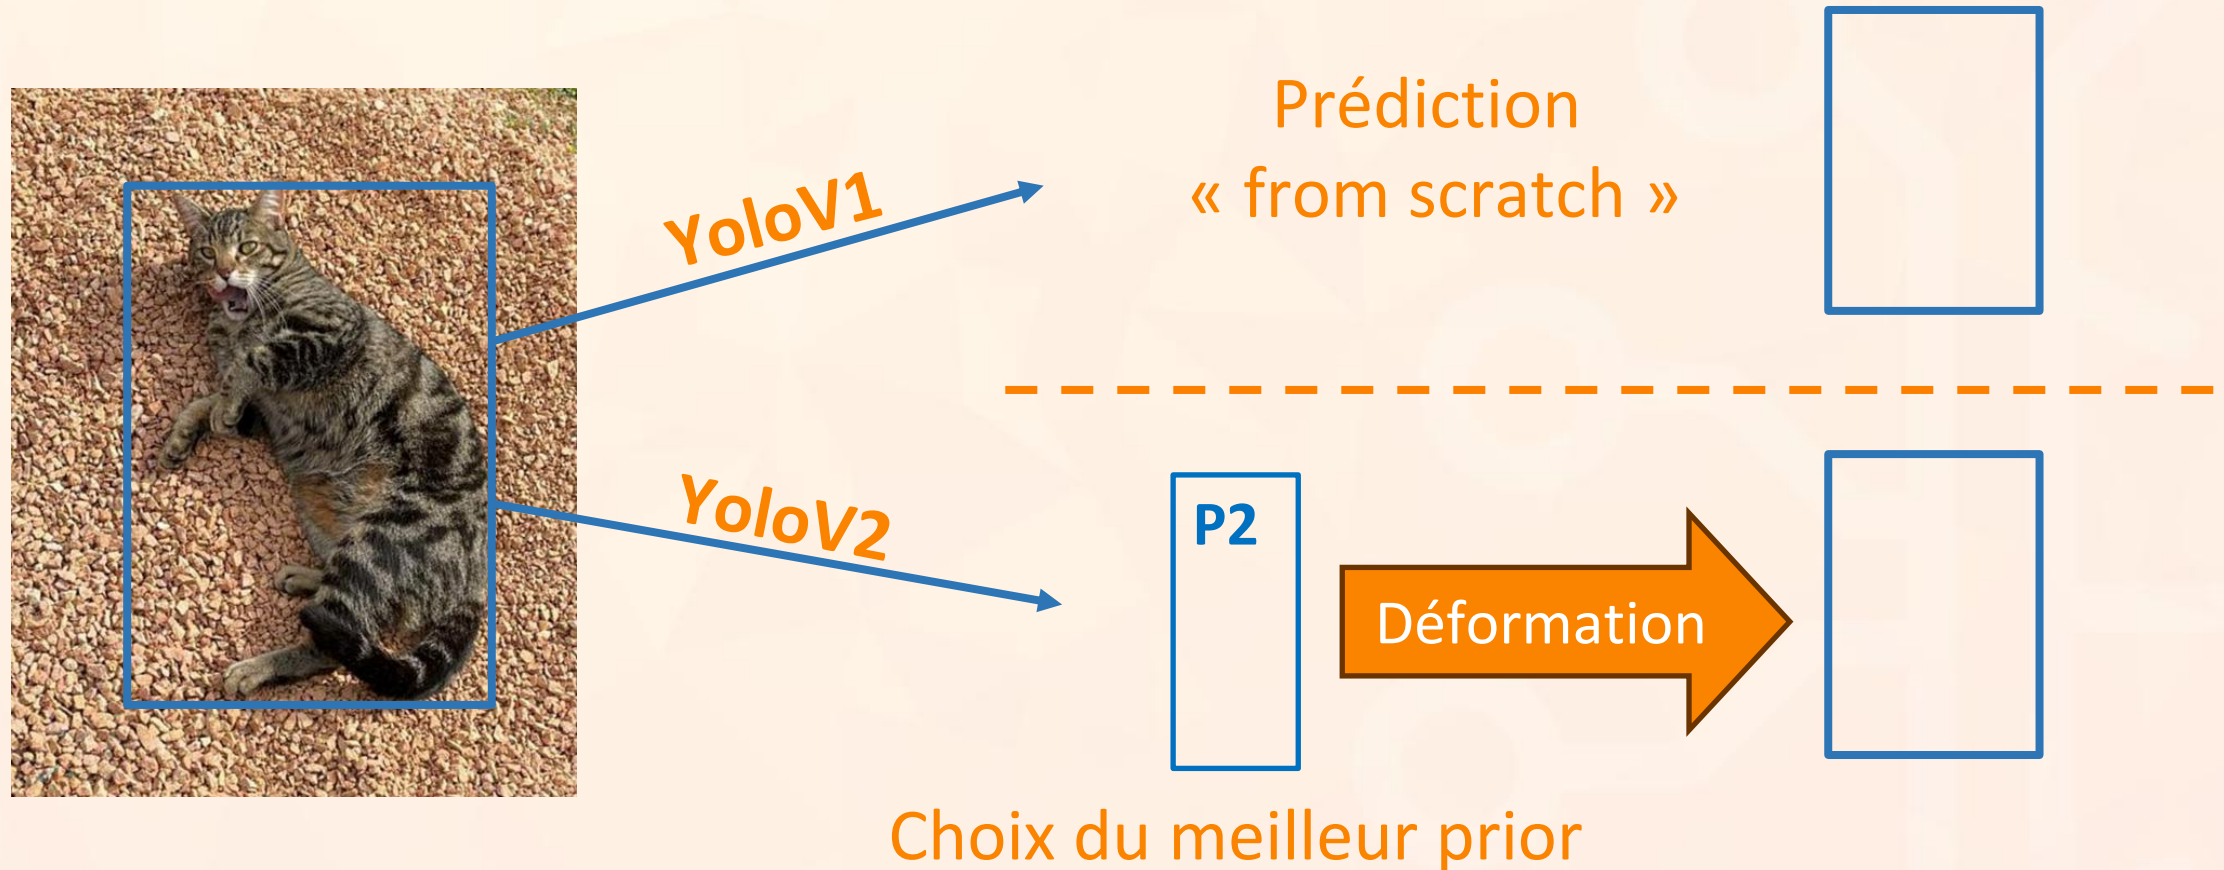 Prédiction
« from scratch »
YoloV1
YoloV2
P2
Déformation
Choix du meilleur prior